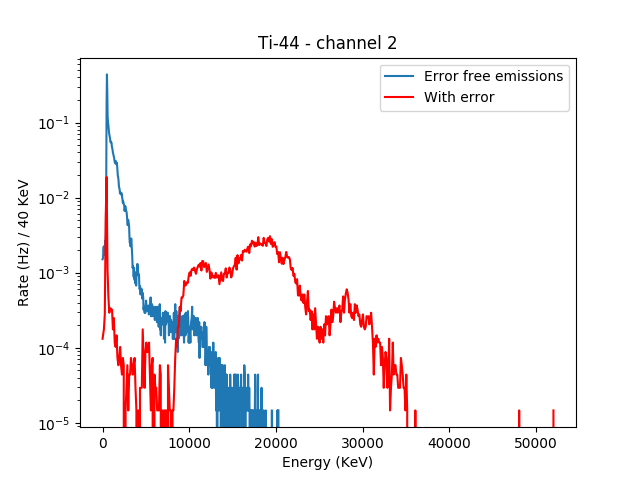 Ti-44 - channel 2
Error free emissions
With error
Rate (Hz) / 40 KeV
10⁻¹
10⁻²
10⁻³
10⁻⁴
10⁻⁵
0 10000 20000 30000 40000 50000
Energy (KeV)